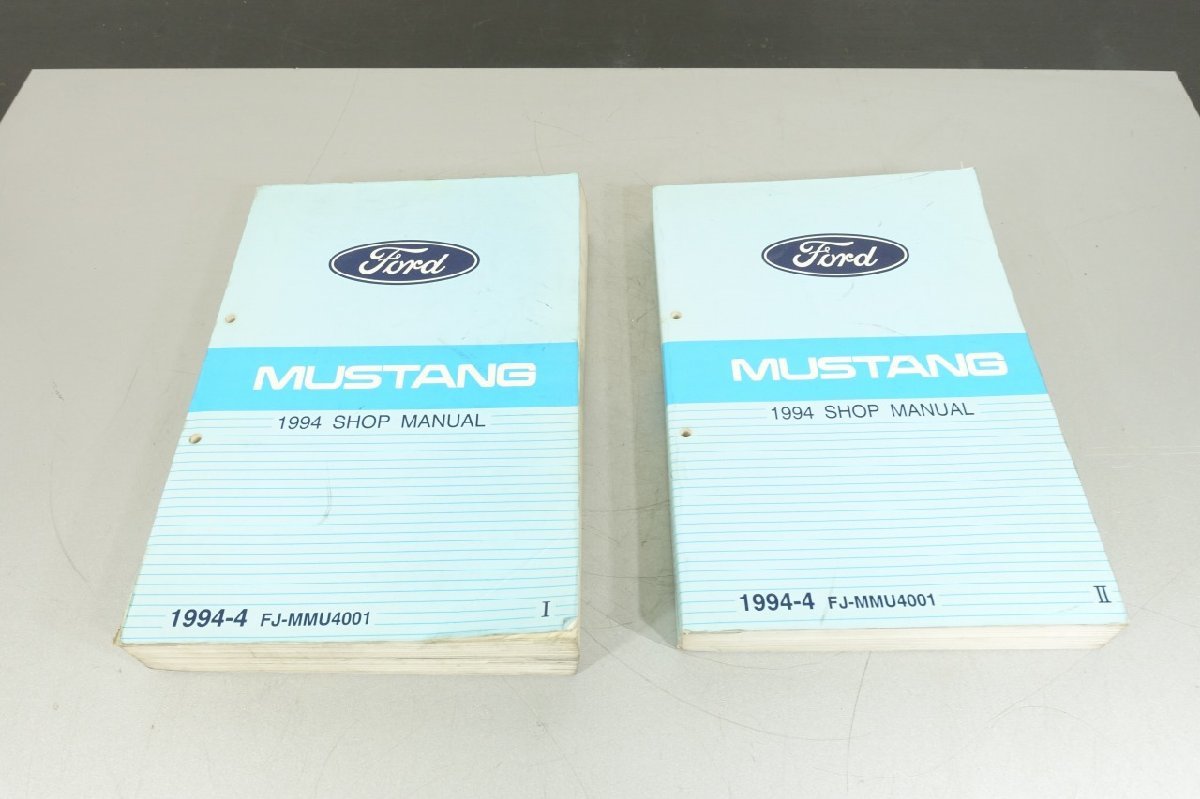 Ford
MUSTANG
1994 SHOP MANUAL
1994-4 FJ-MMU4001
I
Ford
MUSTANG
1994 SHOP MANUAL
1994-4 FJ-MMU4001
II